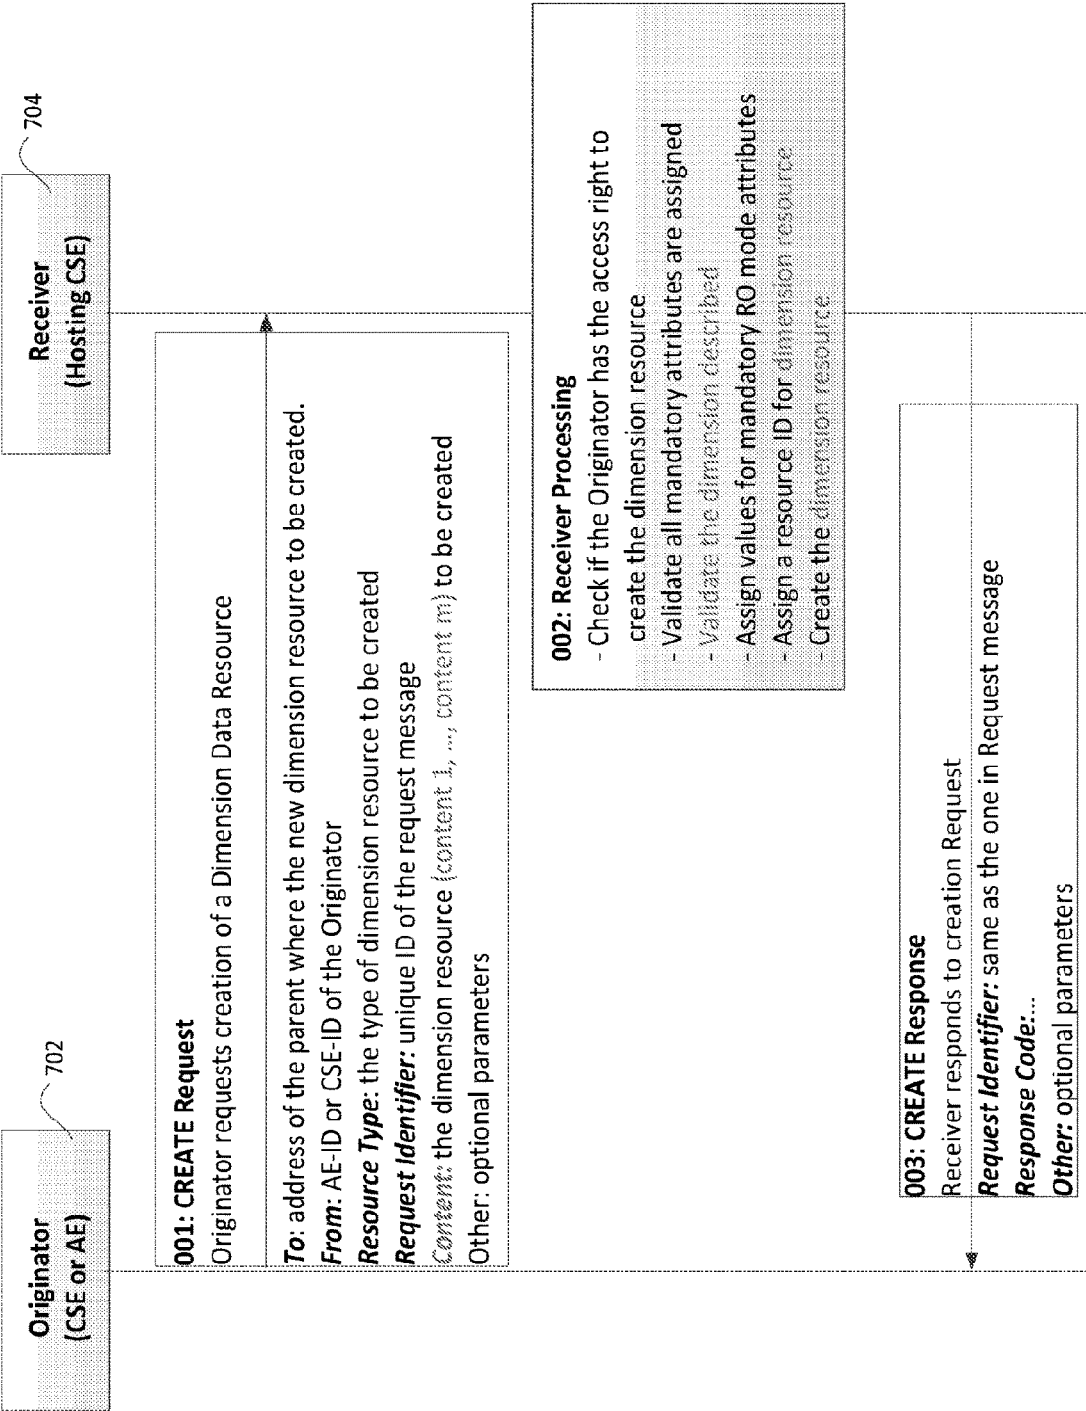 Originator
(CSE or AE)
702
Receiver
(Hosting CSE)
704
001: CREATE Request
Originator requests creation of a Dimension Data Resource
To: address of the parent where the new dimension resource to be created.
From: AE-ID or CSE-ID of the Originator
Resource Type: the type of dimension resource to be created
Request Identifier: unique ID of the request message
Content: the dimension resource (content 1, ..., content m) to be created
Other: optional parameters
002: Receiver Processing
- Check if the Originator has the access right to
create the dimension resource
- Validate all mandatory attributes are assigned
- Validate the dimension described
- Assign values for mandatory RO mode attributes
- Assign a resource ID for dimension resource
- Create the dimension resource
003: CREATE Response
Receiver responds to creation Request
Request Identifier: same as the one in Request message
Response Code:...
Other: optional parameters